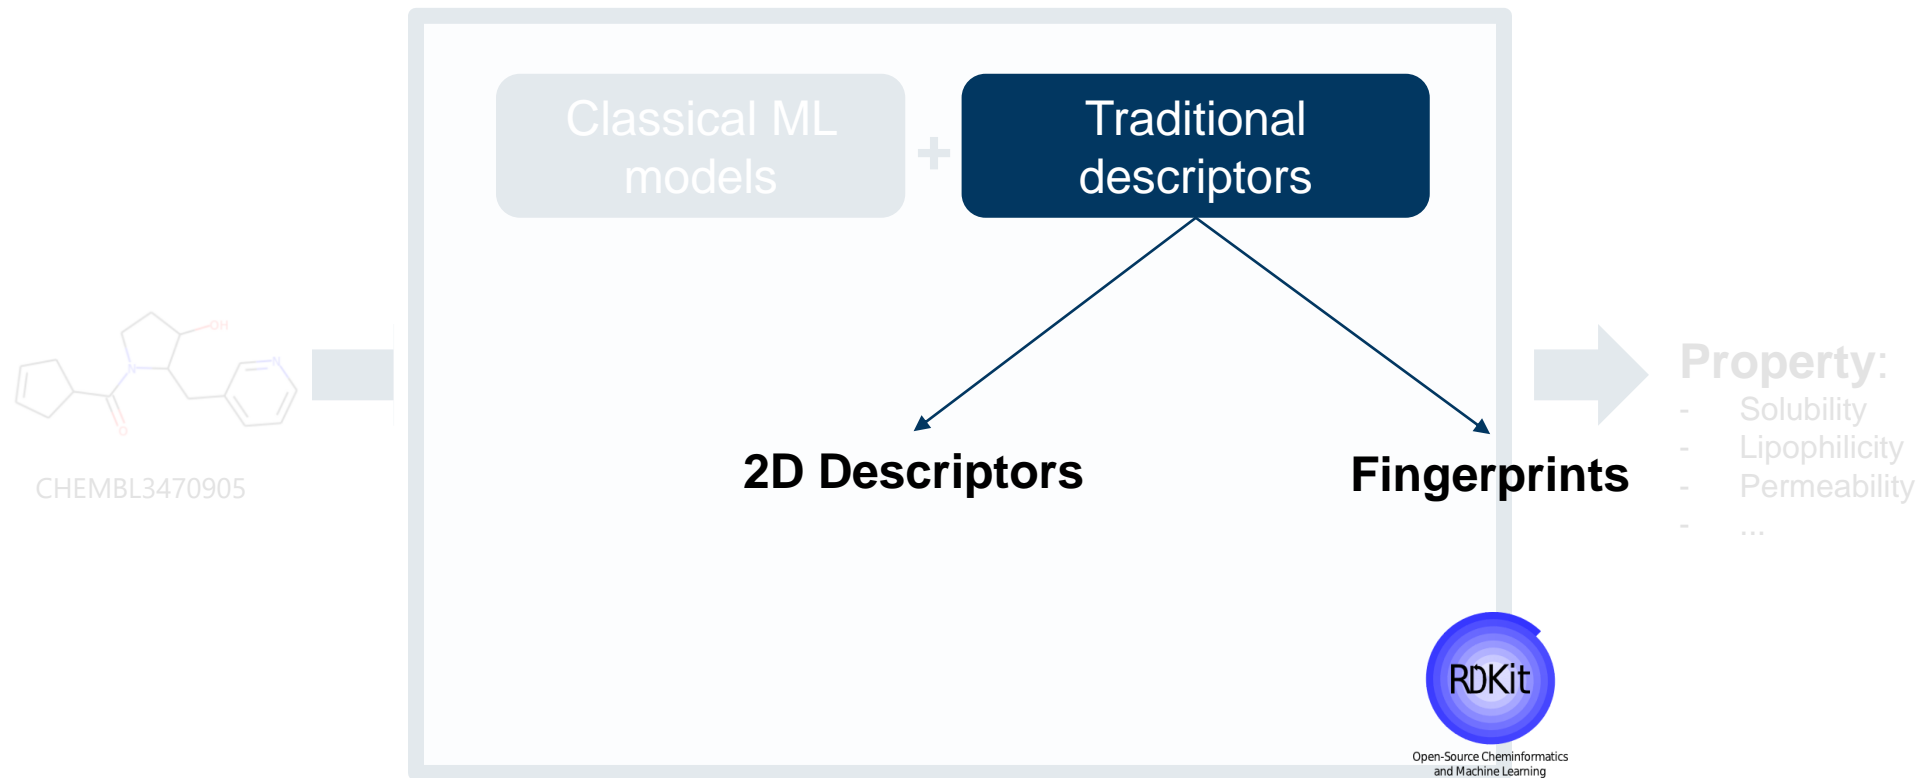 Classical ML
models
+
Traditional
descriptors
OH
N
N
O
CHEMBL3470905
2D Descriptors
Fingerprints
Property:
- Solubility
- Lipophilicity
- Permeability
- ...
RDKit
Open-Source Cheminformatics
and Machine Learning